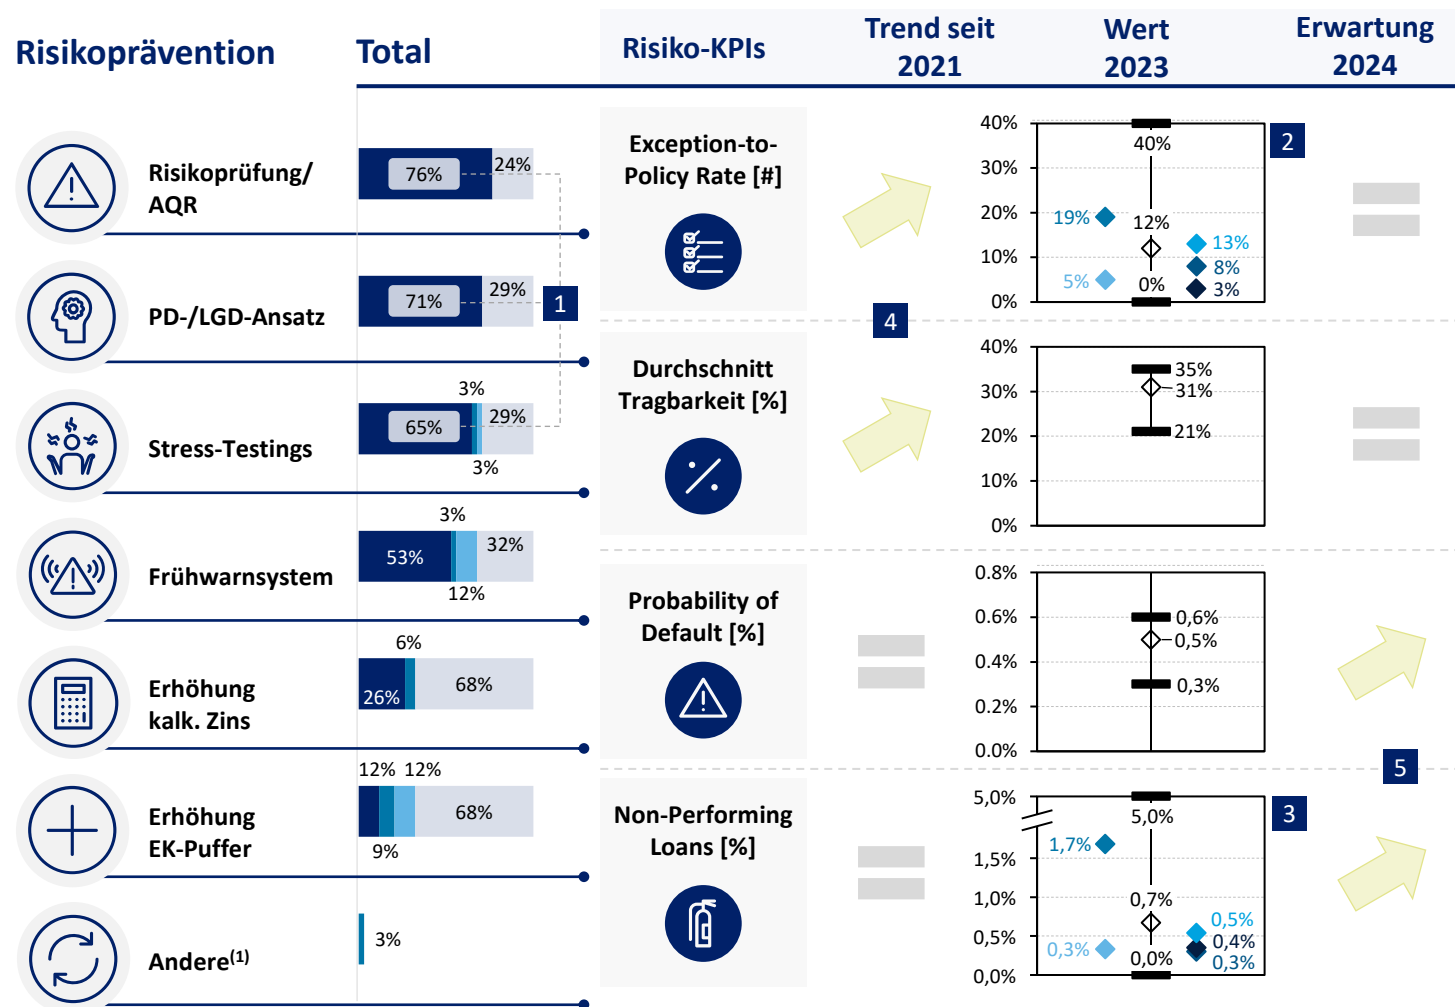 Risikoprävention
Total
Risiko-KPIs
Trend seit
2021
Wert
2023
Erwartung
2024
Risikoprüfung/
AQR
76%
24%
PD-/LGD-Ansatz
71%
29%
1
Stress-Testings
3%
65%
29%
3%
Frühwarnsystem
3%
53%
32%
12%
Erhöhung
kalk. Zins
6%
26%
68%
Erhöhung
EK-Puffer
12%
12%
68%
9%
Andere(1)
3%
Exception-to-
Policy Rate [#]
40%
30%
20%
10%
0%
40%
19%
12%
13%
5%
0%
8%
3%
2
4
Durchschnitt
Tragbarkeit [%]
40%
30%
20%
10%
0%
35%
31%
21%
Probability of
Default [%]
0.8%
0.6%
0.4%
0.2%
0.0%
0,6%
0,5%
0,3%
5
Non-Performing
Loans [%]
5,0%
1,5%
1,0%
0,5%
0,0%
5,0%
1,7%
0,7%
0,5%
0,3%
0,0%
0,4%
0,3%
3